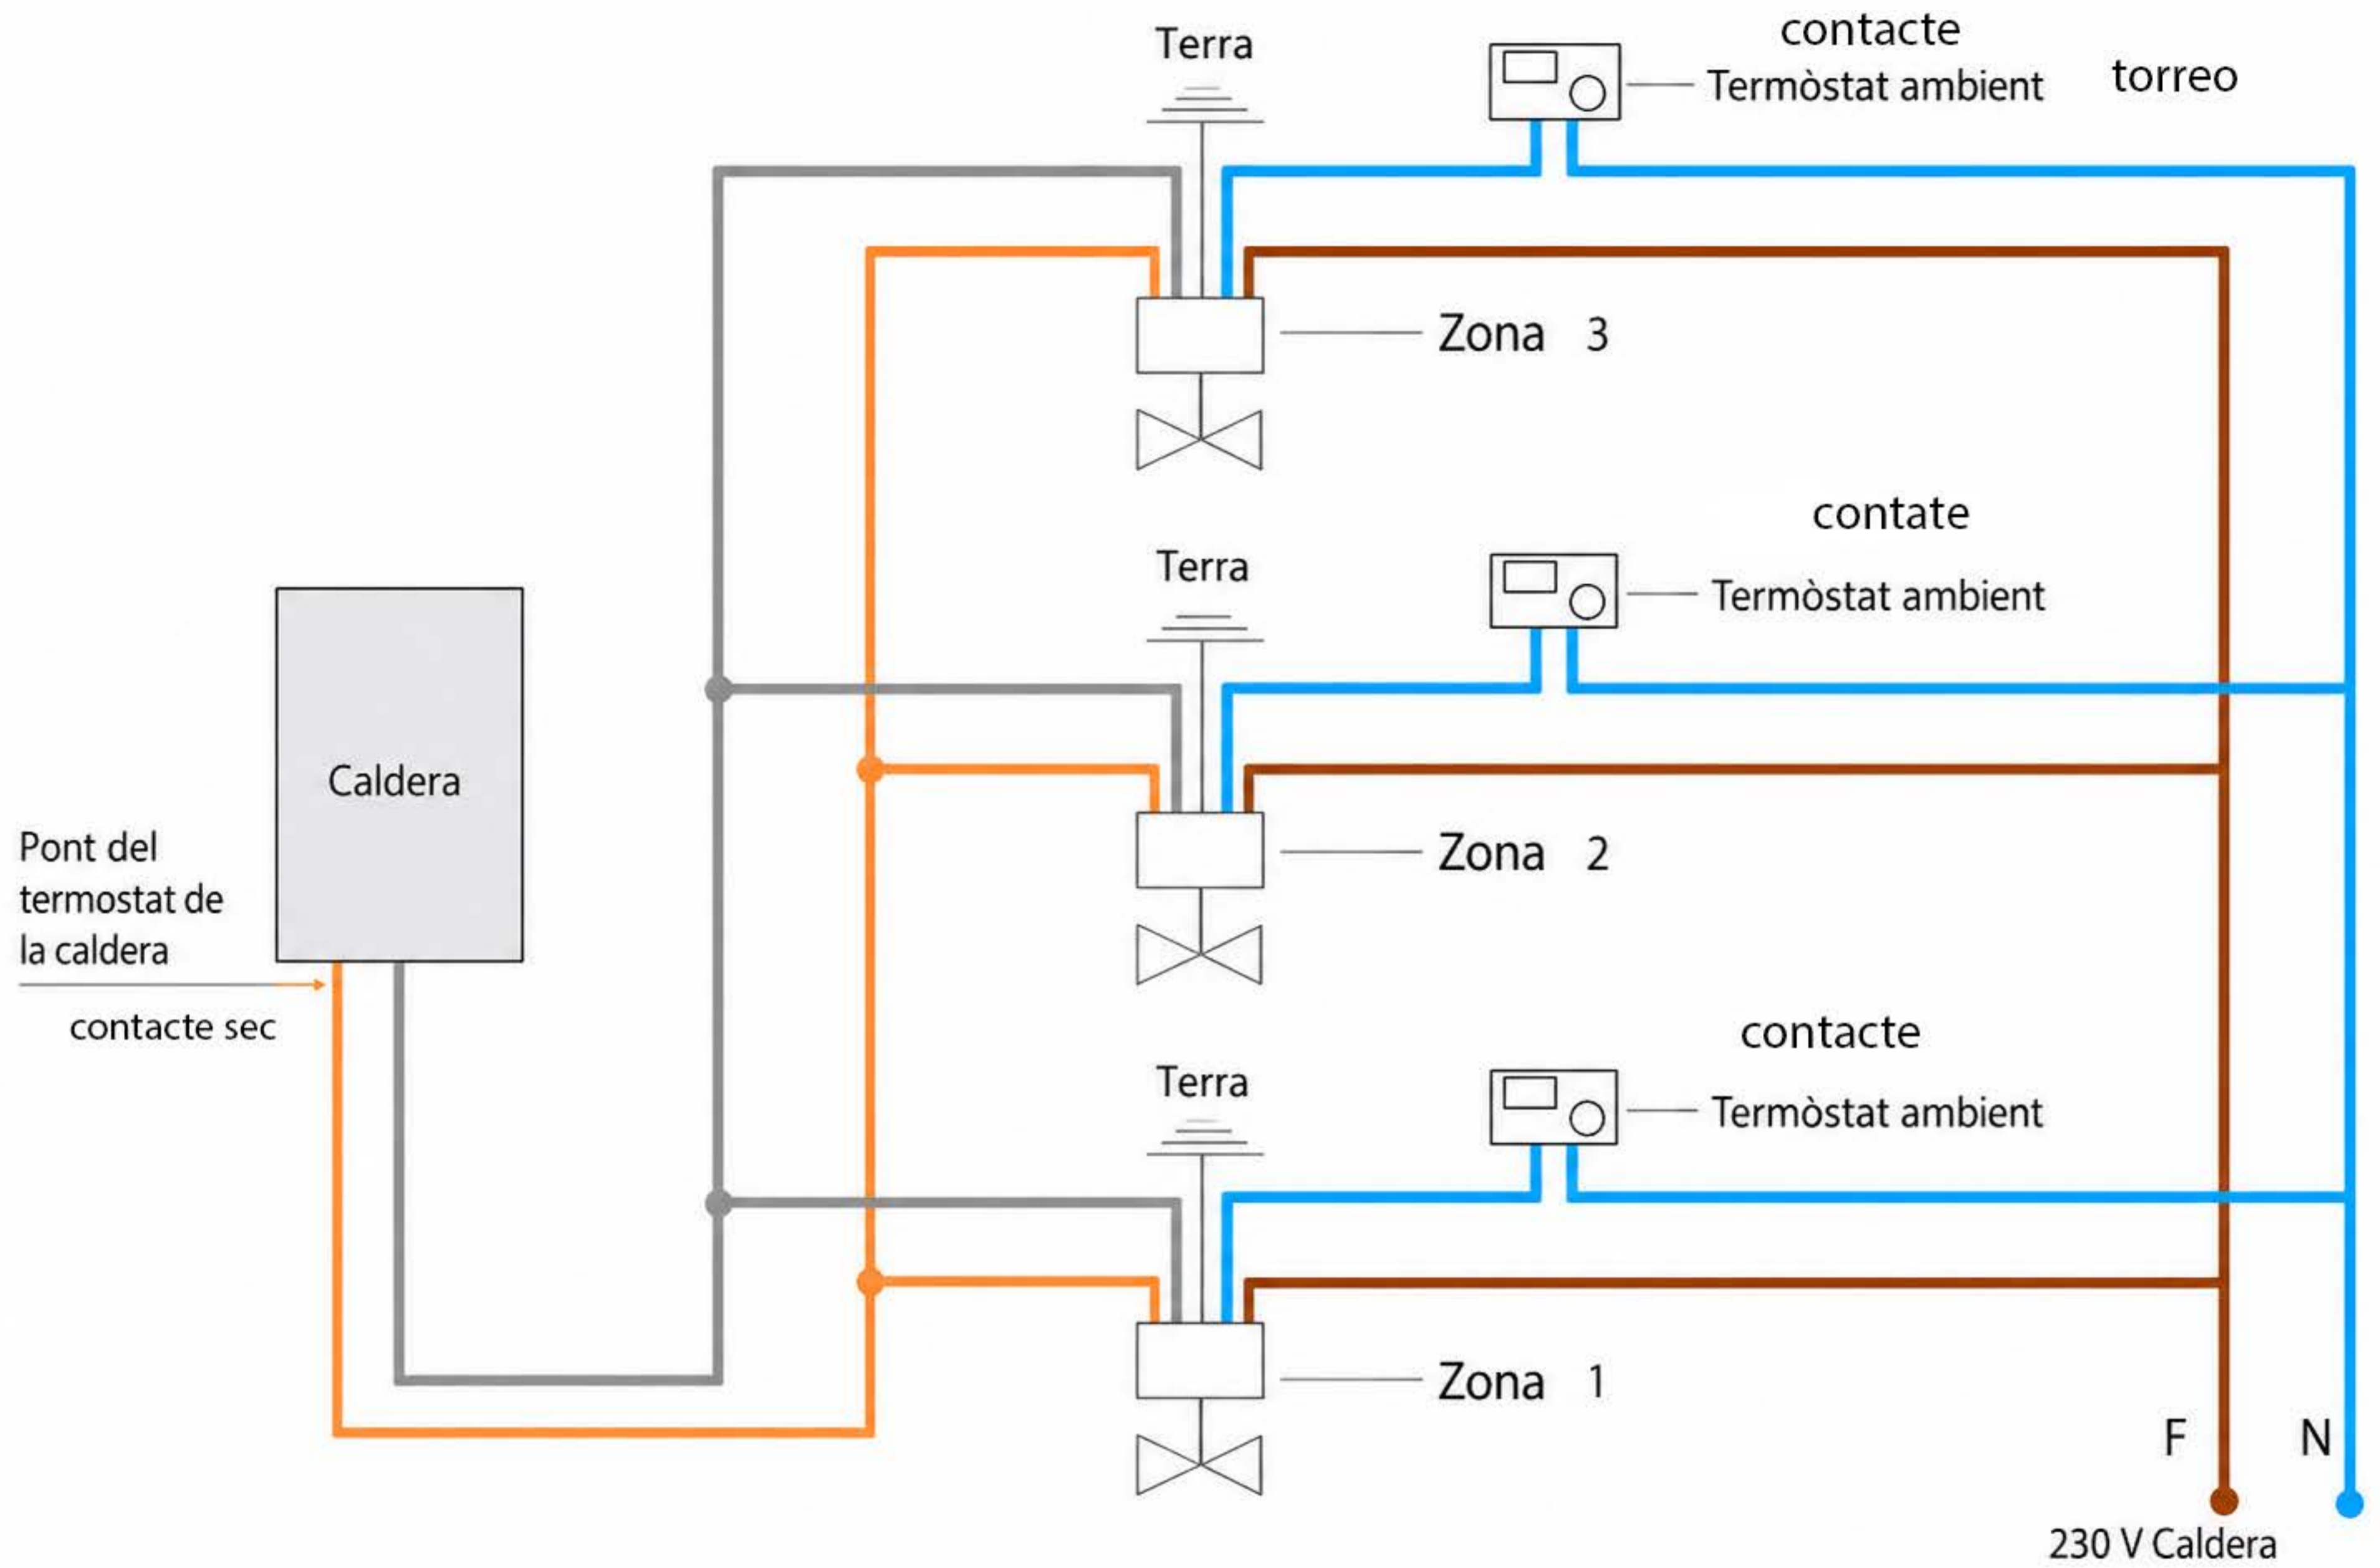 contacte
Terra
Termòstat ambient
torreo
Zona 3
contate
Terra
Termòstat ambient
Caldera
Pont del
termostat de
la caldera
contacte sec
Zona 2
contacte
Terra
Termòstat ambient
Zona 1
F
N
230 V Caldera